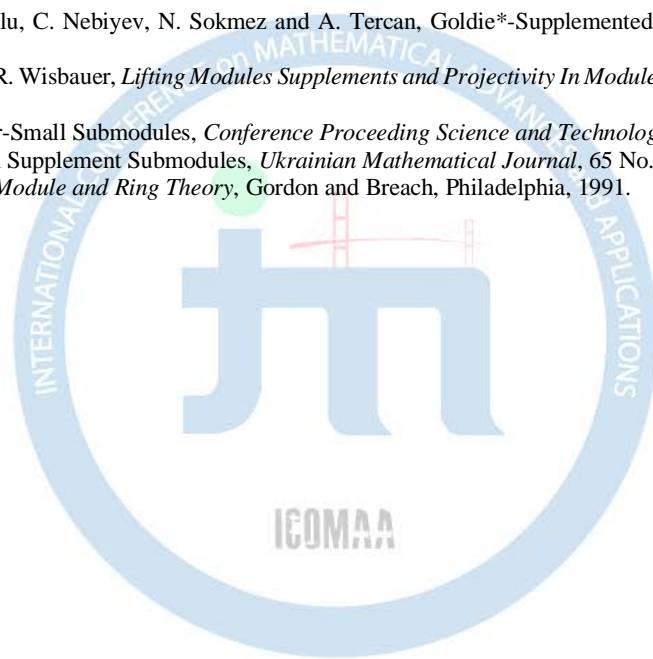 lu, C. Nebiyev, N. Sokmez and A. Tercan, Goldie*-Supplemented
R. Wisbauer, Lifting Modules Supplements and Projectivity In Module
r-Small Submodules, Conference Proceeding Science and Technolog
Supplement Submodules, Ukrainian Mathematical Journal, 65 No.
Module and Ring Theory, Gordon and Breach, Philadelphia, 1991.
INTERNATIONAL CONFERENCE on MATHEMATICAL ADVANCES and APPLICATIONS
ICOMAA